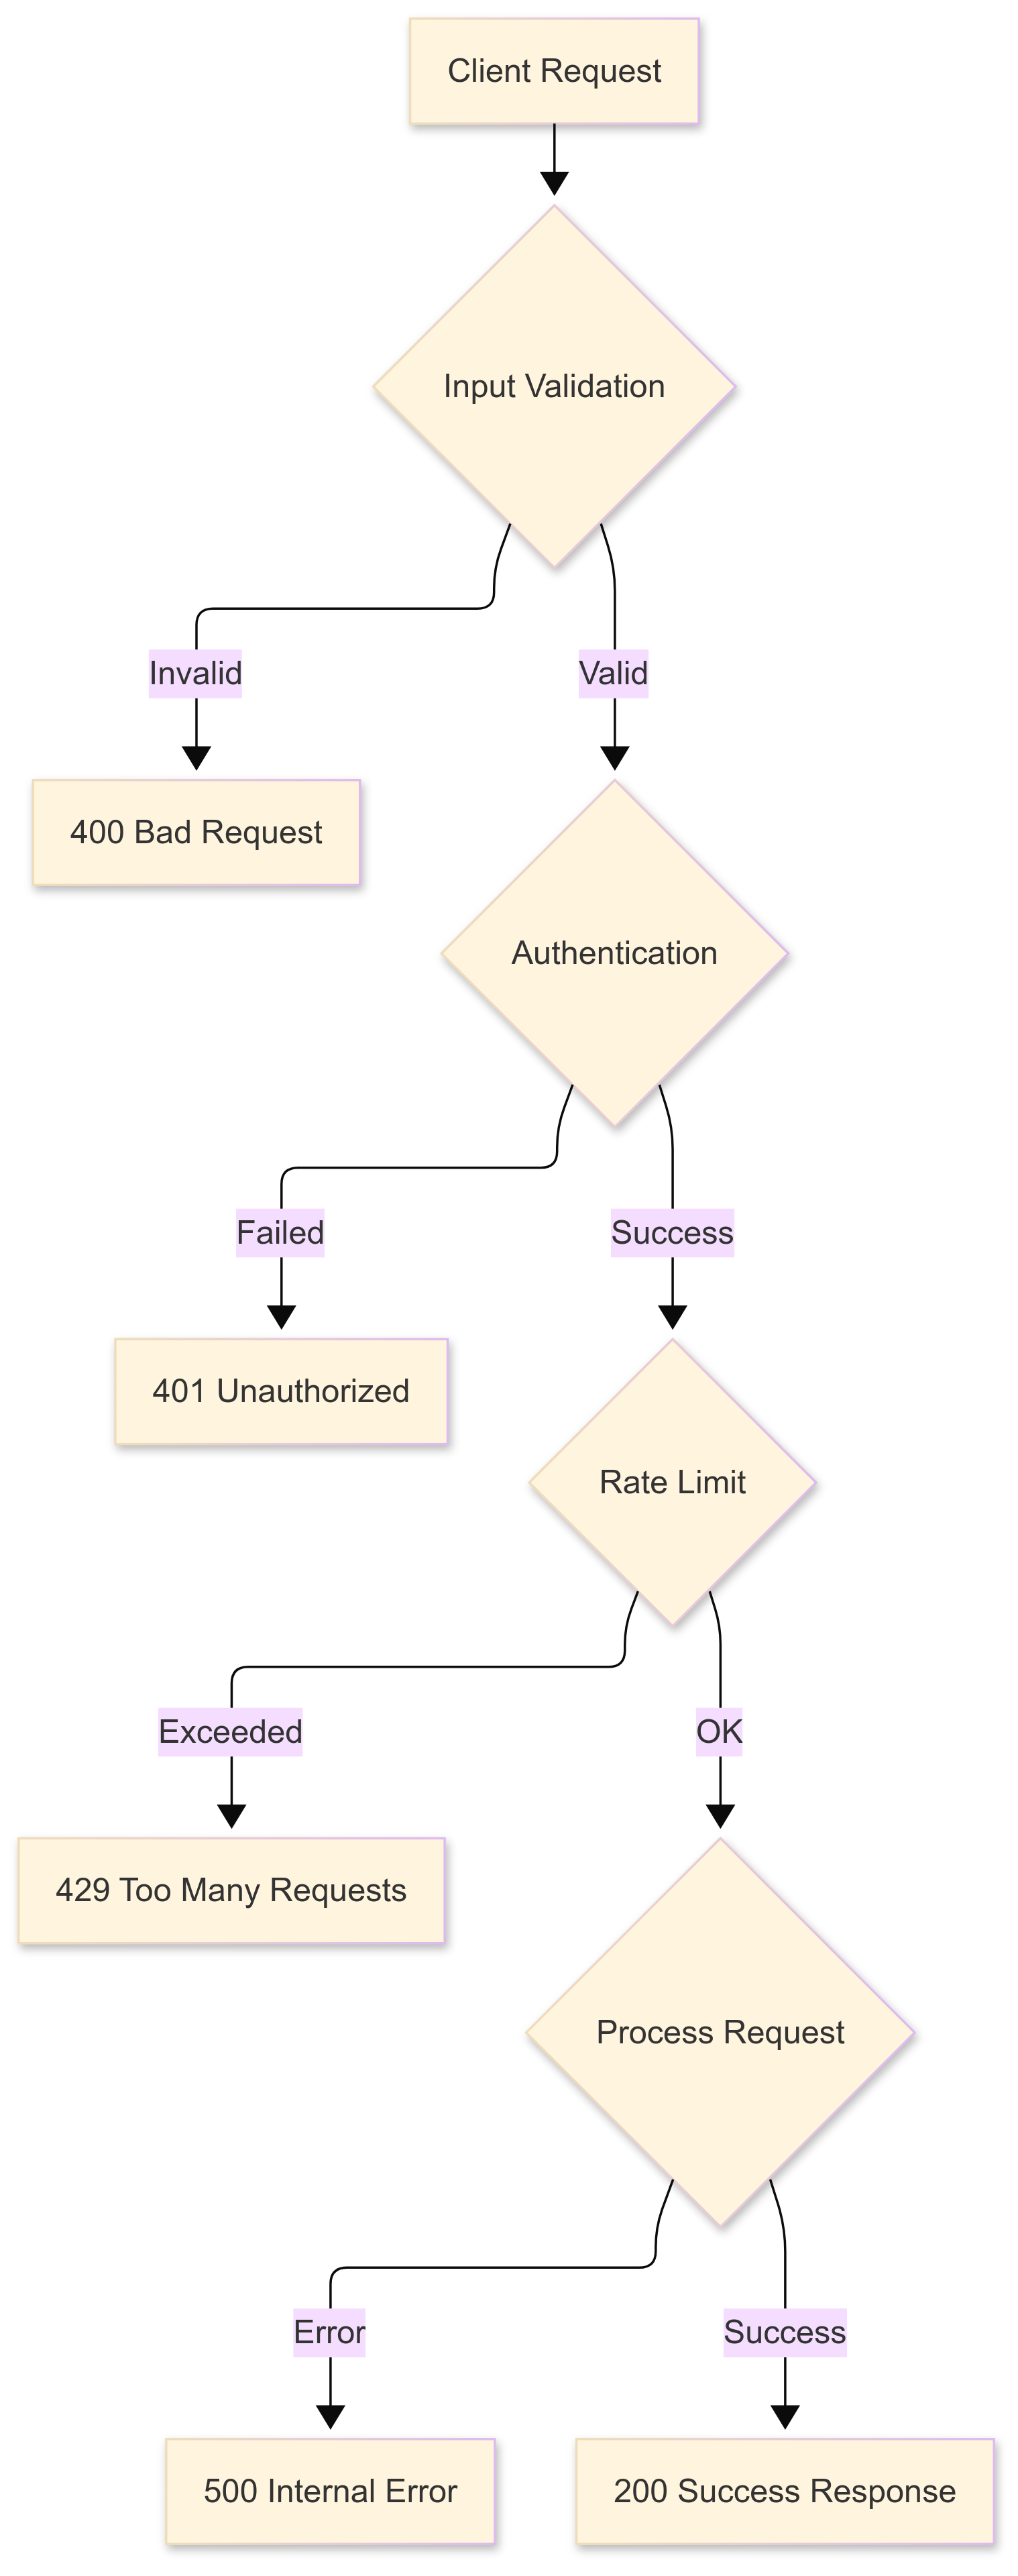 Client Request
Input Validation
Invalid
Valid
400 Bad Request
Authentication
Failed
Success
401 Unauthorized
Rate Limit
Exceeded
OK
429 Too Many Requests
Process Request
Error
Success
500 Internal Error
200 Success Response